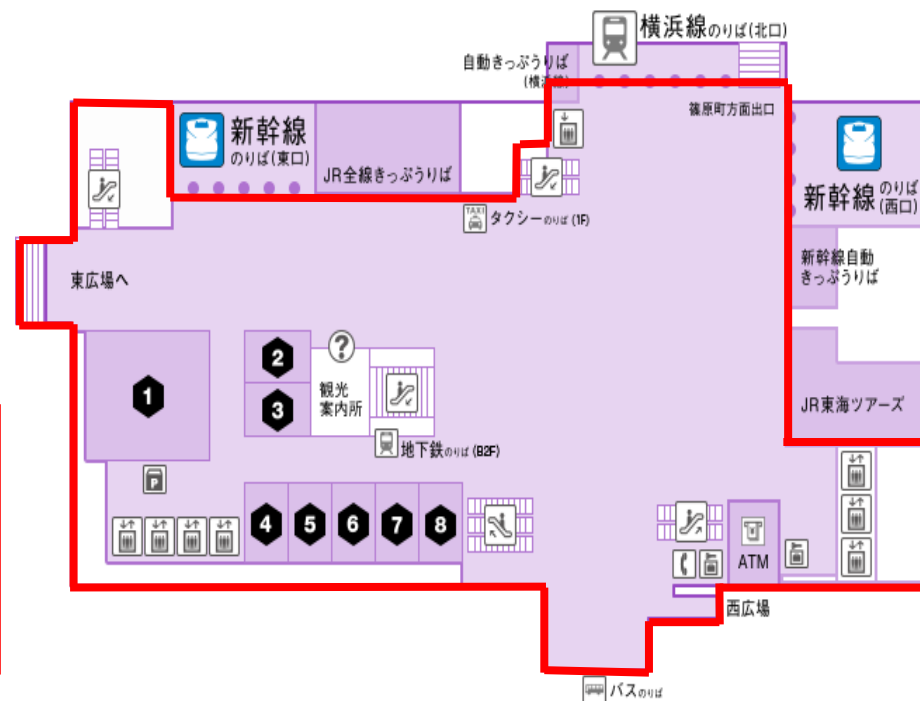 横浜線のりば(北口)
自動きっぷうりば
(横浜線)
篠原町方面出口
新幹線
のりば(東口)
JR全線きっぷうりば
新幹線のりば
(西口)
TAXI
タクシーのりば(1F)
新幹線自動
きっぷうりば
東広場へ
1
2
3
?
観光
案内所
JR東海ツアーズ
地下鉄のりば(B2F)
P
4
5
6
7
8
ATM
西広場
バスのりば